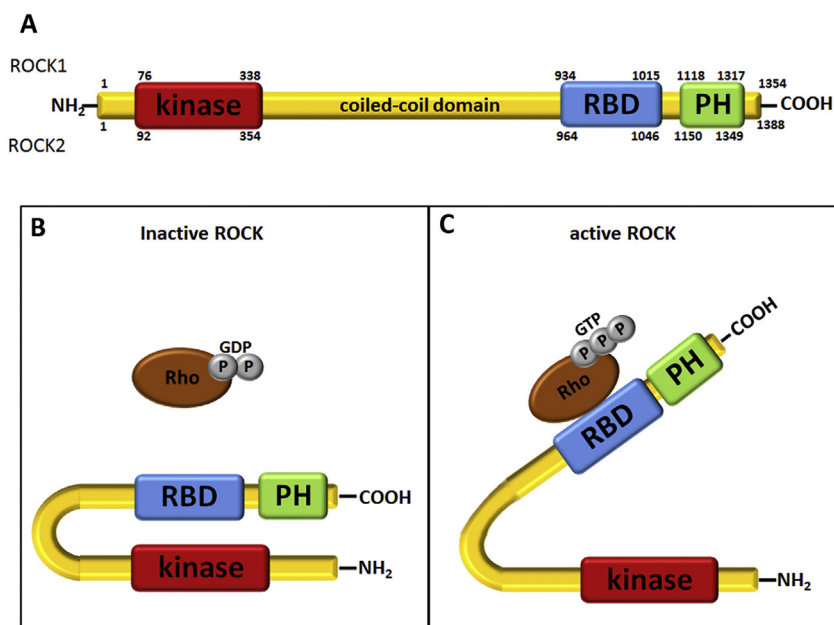 A
ROCK1
1 76 338 934 1015 1118 1317 1354
NH2 kinase coiled-coil domain RBD PH COOH
1 92 354 964 1046 1150 1349 1388
ROCK2
B
Inactive ROCK
GDP
Rho P P
RBD PH COOH
kinase NH2
C
active ROCK
GTP
P P P
Rho
RBD PH COOH
kinase NH2